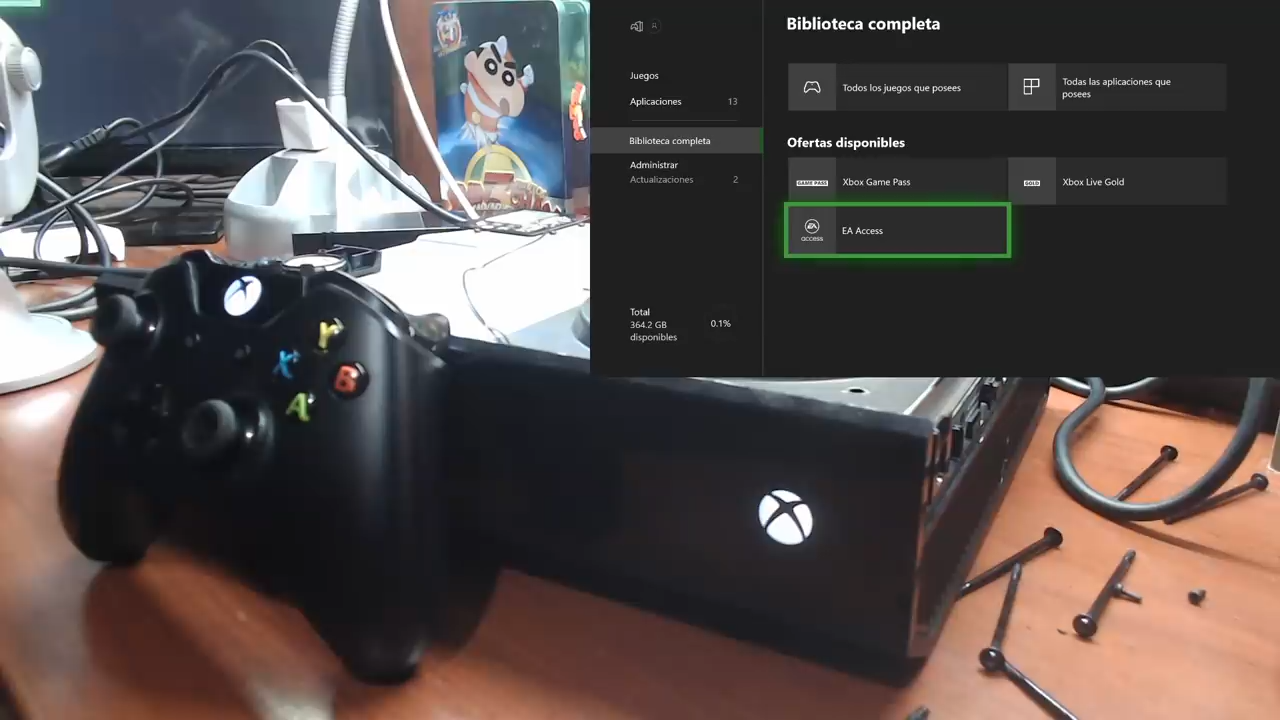 Biblioteca completa
Juegos
Aplicaciones 13
Biblioteca completa
Administrar
Actualizaciones 2
Total
364.2 GB
disponibles
0.1%
Todos los juegos que posees
Todas las aplicaciones que
posees
Ofertas disponibles
GAME PASS
Xbox Game Pass
GOLD
Xbox Live Gold
EA
access
EA Access
Y
X
B
A